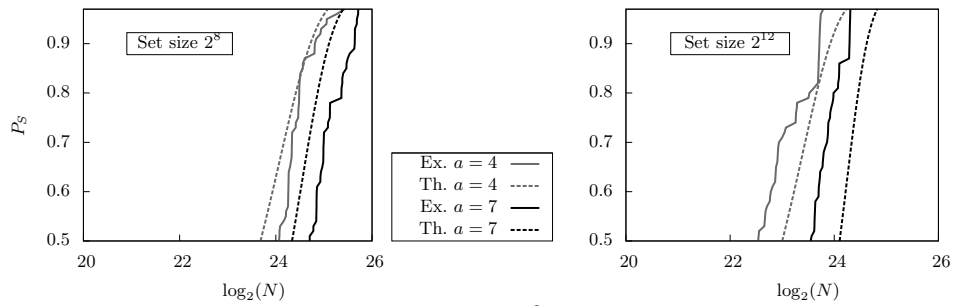 Set size 2^8
P_S
0.9
0.8
0.7
0.6
0.5
20 22 24 26
log_2(N)
Ex. a = 4
Th. a = 4
Ex. a = 7
Th. a = 7
Set size 2^12
0.9
0.8
0.7
0.6
0.5
20 22 24 26
log_2(N)